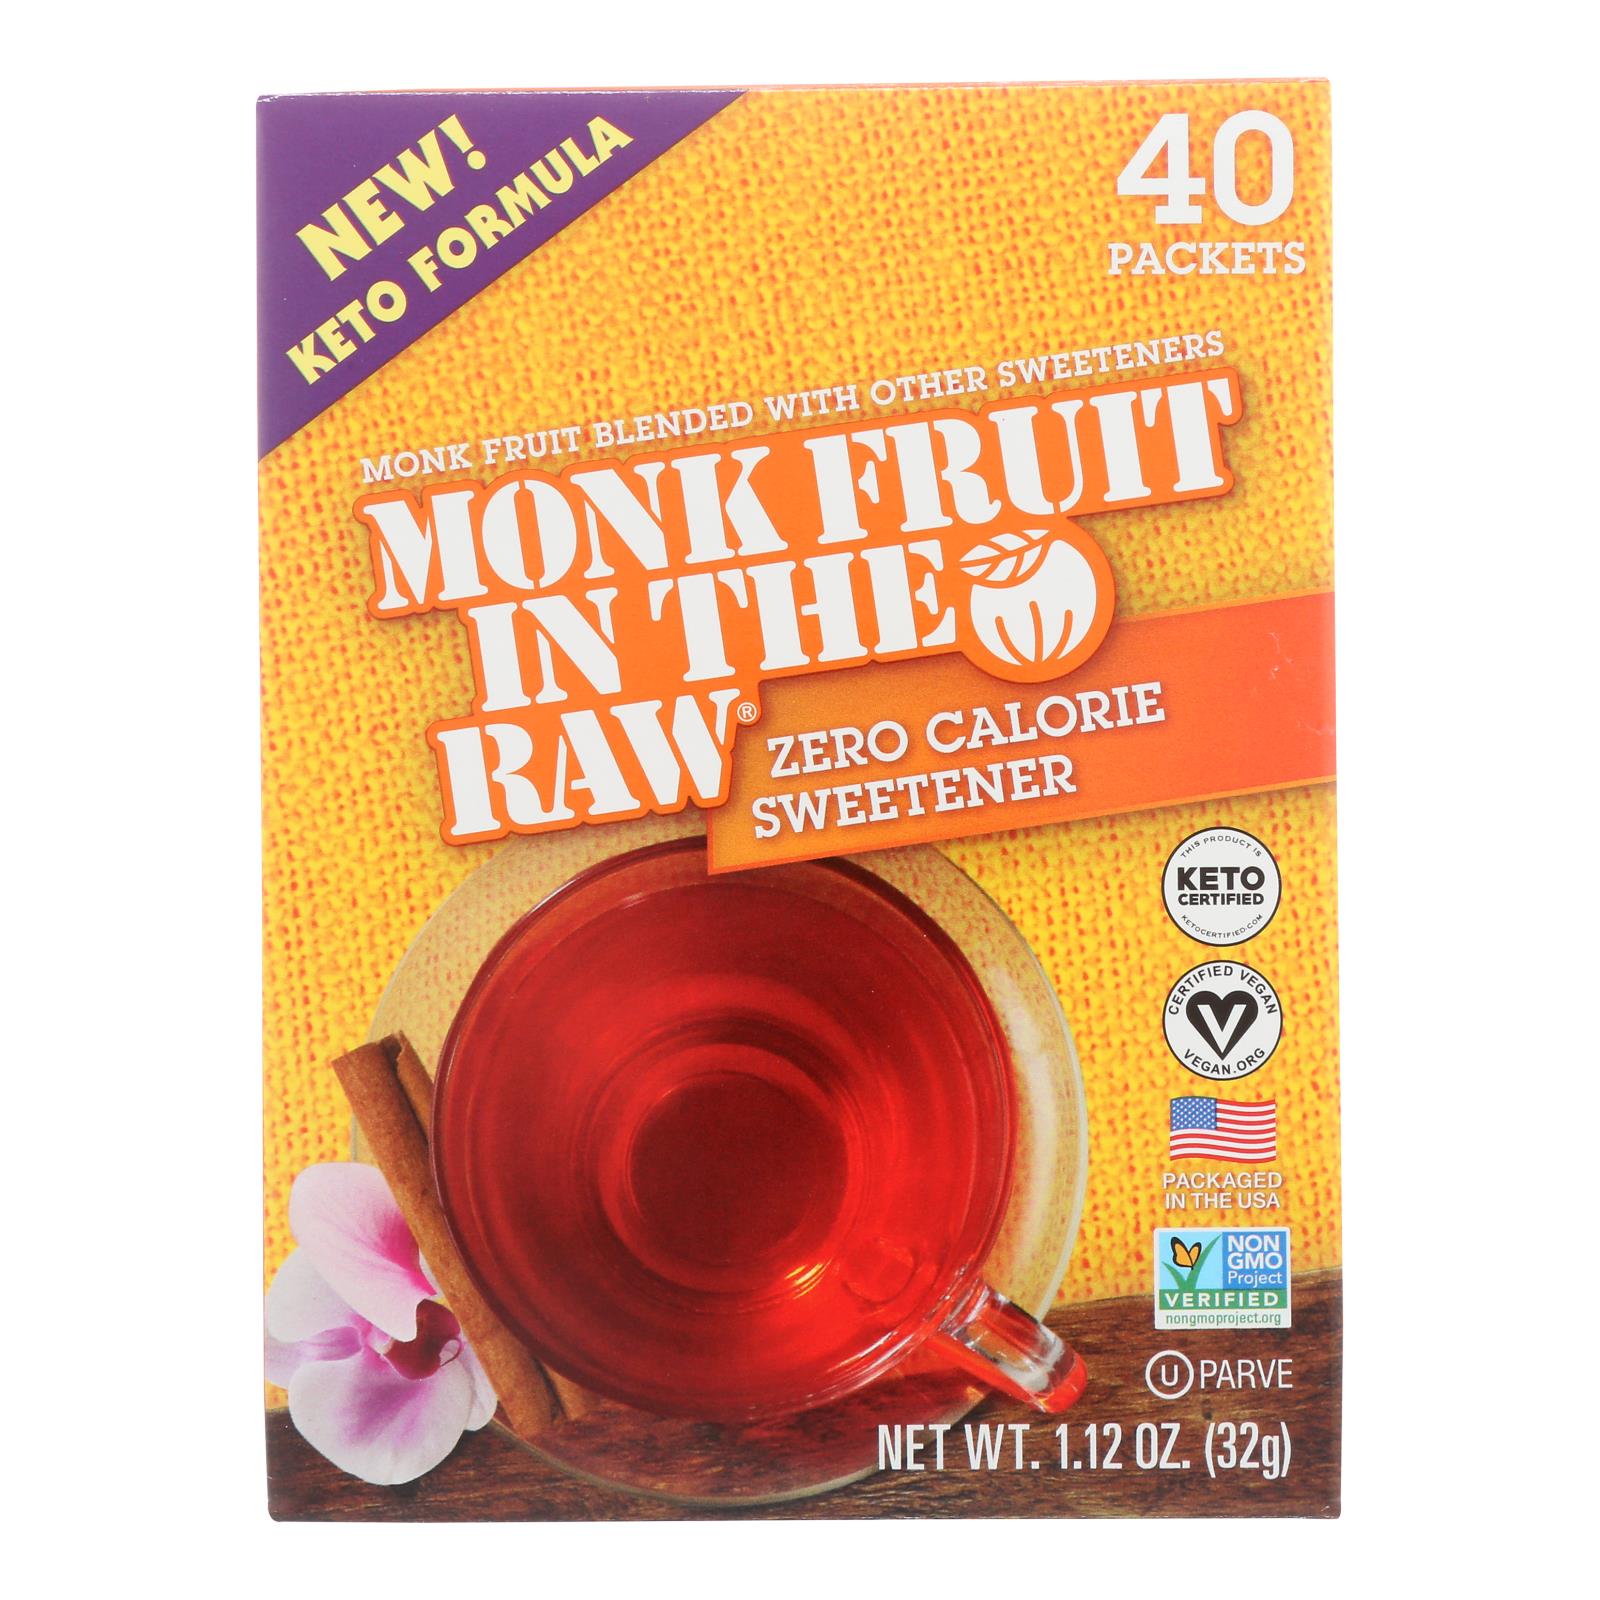 NEW!
KETO FORMULA
40
PACKETS
MONK FRUIT BLENDED WITH OTHER SWEETENERS
MONK FRUIT
IN THE
RAW®
ZERO CALORIE
SWEETENER
THIS PRODUCT IS
KETO
CERTIFIED
KETOCERTIFIED.COM
CERTIFIED VEGAN
V
VEGAN.ORG
PACKAGED
IN THE USA
NON
GMO
Project
VERIFIED
nongmoproject.org
U PARVE
NET WT. 1.12 OZ. (32g)